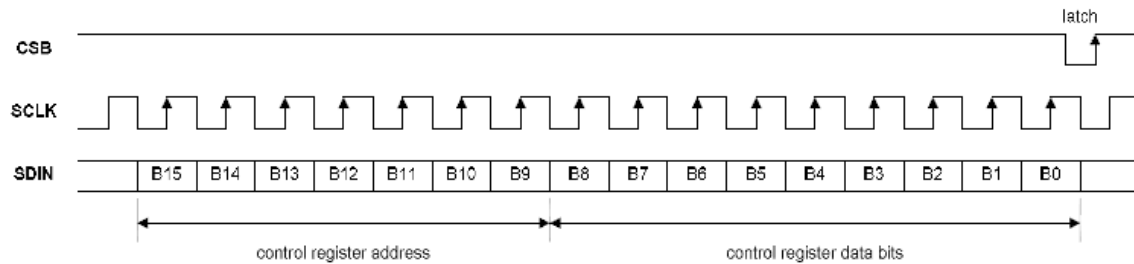 latch
CSB
SCLK
SDIN B15 B14 B13 B12 B11 B10 B9 B8 B7 B6 B5 B4 B3 B2 B1 B0
control register address control register data bits